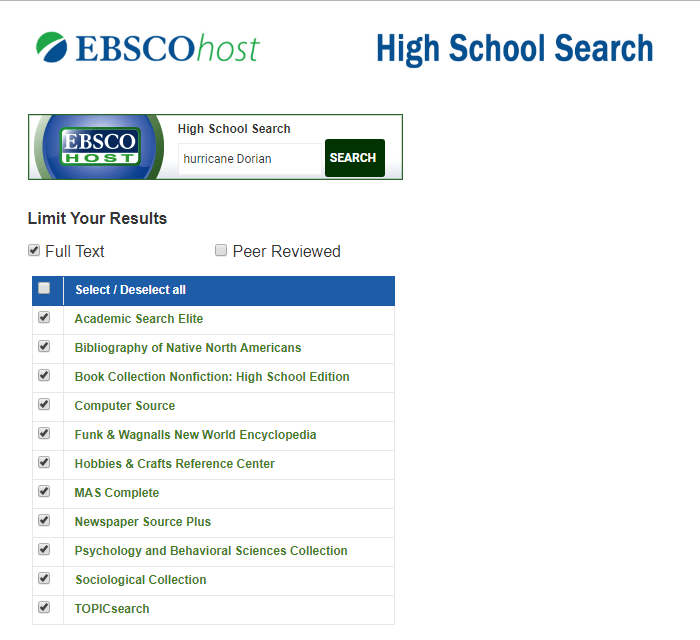 EBSCOhost
High School Search
EBSCO
HOST
High School Search
hurricane Dorian
SEARCH
Limit Your Results
Full Text
Peer Reviewed
Select / Deselect all
Academic Search Elite
Bibliography of Native North Americans
Book Collection Nonfiction: High School Edition
Computer Source
Funk & Wagnalls New World Encyclopedia
Hobbies & Crafts Reference Center
MAS Complete
Newspaper Source Plus
Psychology and Behavioral Sciences Collection
Sociological Collection
TOPICsearch